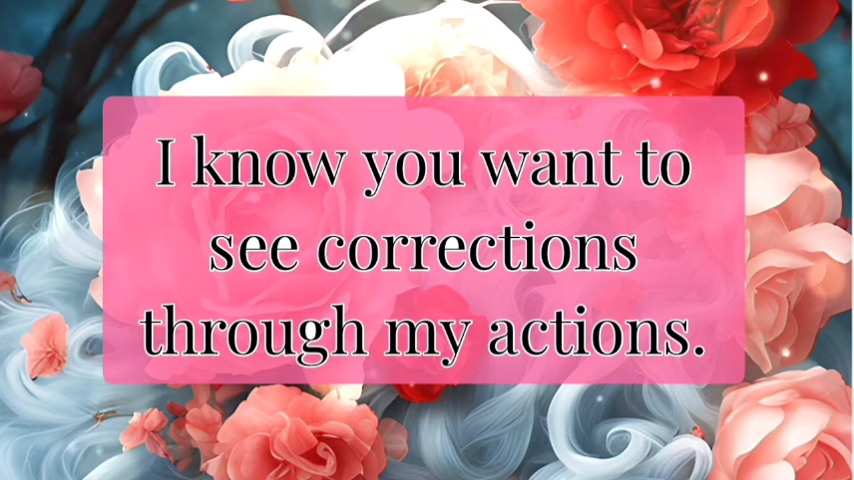 I know you want to
see corrections
through my actions.